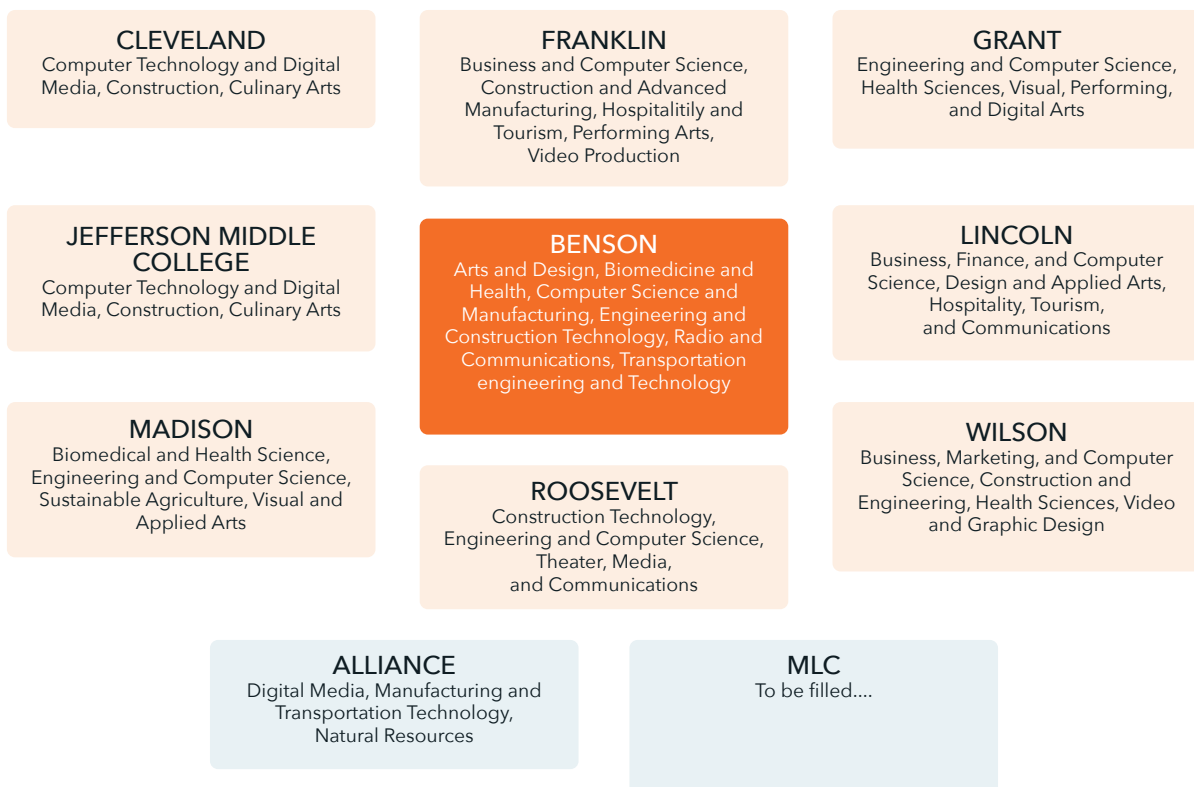 CLEVELAND
Computer Technology and Digital
Media, Construction, Culinary Arts
FRANKLIN
Business and Computer Science,
Construction and Advanced
Manufacturing, Hospitalitily and
Tourism, Performing Arts,
Video Production
GRANT
Engineering and Computer Science,
Health Sciences, Visual, Performing,
and Digital Arts
JEFFERSON MIDDLE
COLLEGE
Computer Technology and Digital
Media, Construction, Culinary Arts
BENSON
Arts and Design, Biomedicine and
Health, Computer Science and
Manufacturing, Engineering and
Construction Technology, Radio and
Communications, Transportation
engineering and Technology
LINCOLN
Business, Finance, and Computer
Science, Design and Applied Arts,
Hospitality, Tourism,
and Communications
MADISON
Biomedical and Health Science,
Engineering and Computer Science,
Sustainable Agriculture, Visual and
Applied Arts
ROOSEVELT
Construction Technology,
Engineering and Computer Science,
Theater, Media,
and Communications
WILSON
Business, Marketing, and Computer
Science, Construction and
Engineering, Health Sciences, Video
and Graphic Design
ALLIANCE
Digital Media, Manufacturing and
Transportation Technology,
Natural Resources
MLC
To be filled....